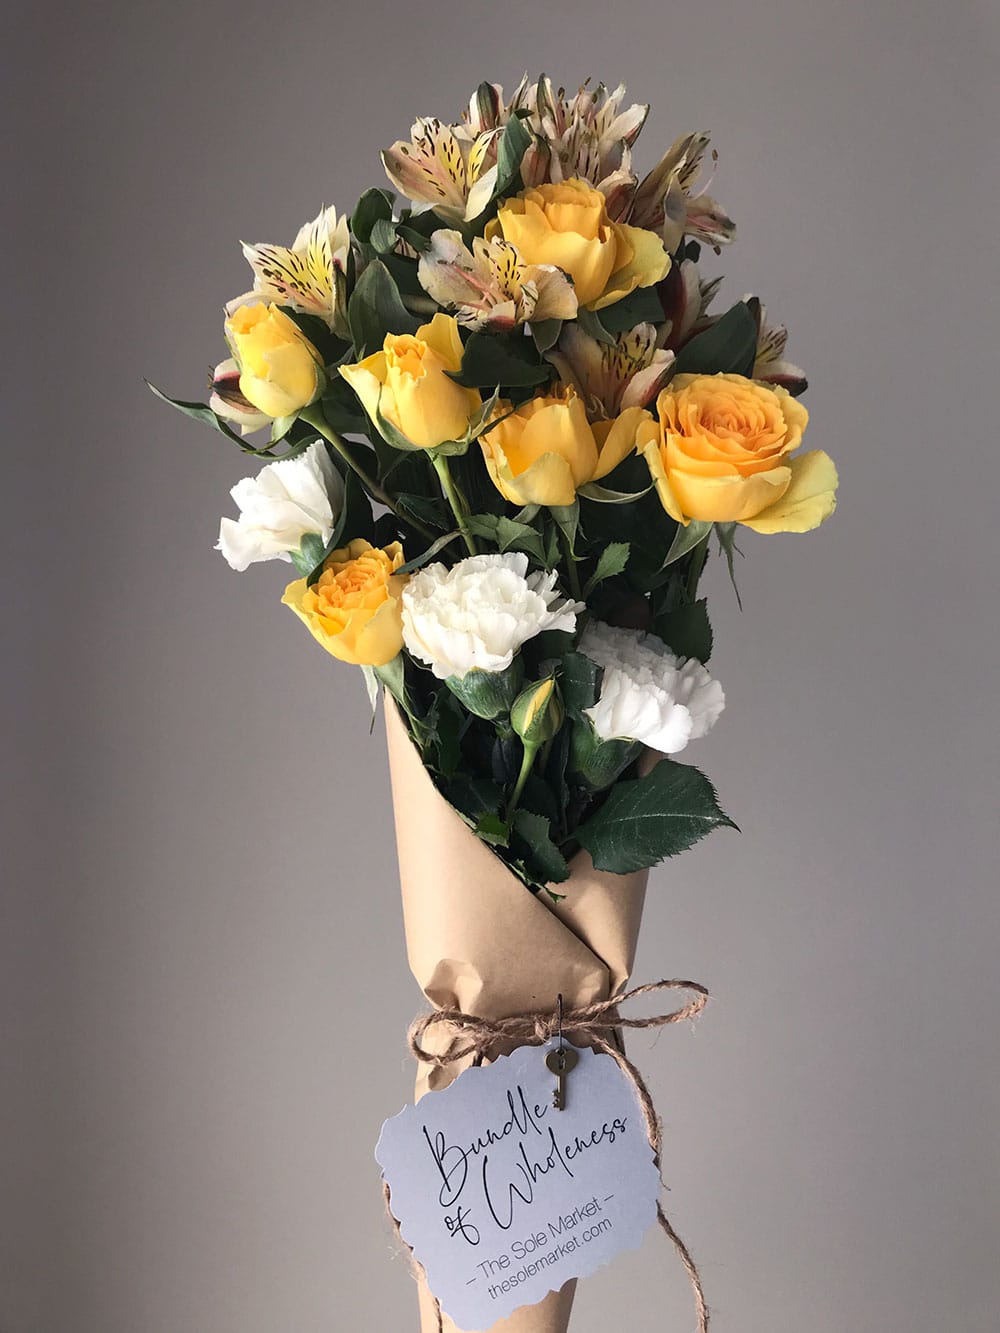 Bundle
of Wholeness
– The Sole Market –
thesolemarket.com